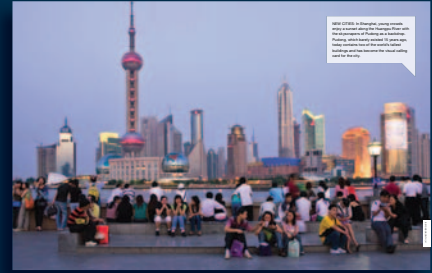 NEW CITIES: In Shanghai, young crowds
enjoy a sunset along the Huangpu River with
the skyscrapers of Pudong as a backdrop.
Pudong, which barely existed 15 years ago,
today contains two of the world's tallest
buildings and has become the visual calling
card for the city.